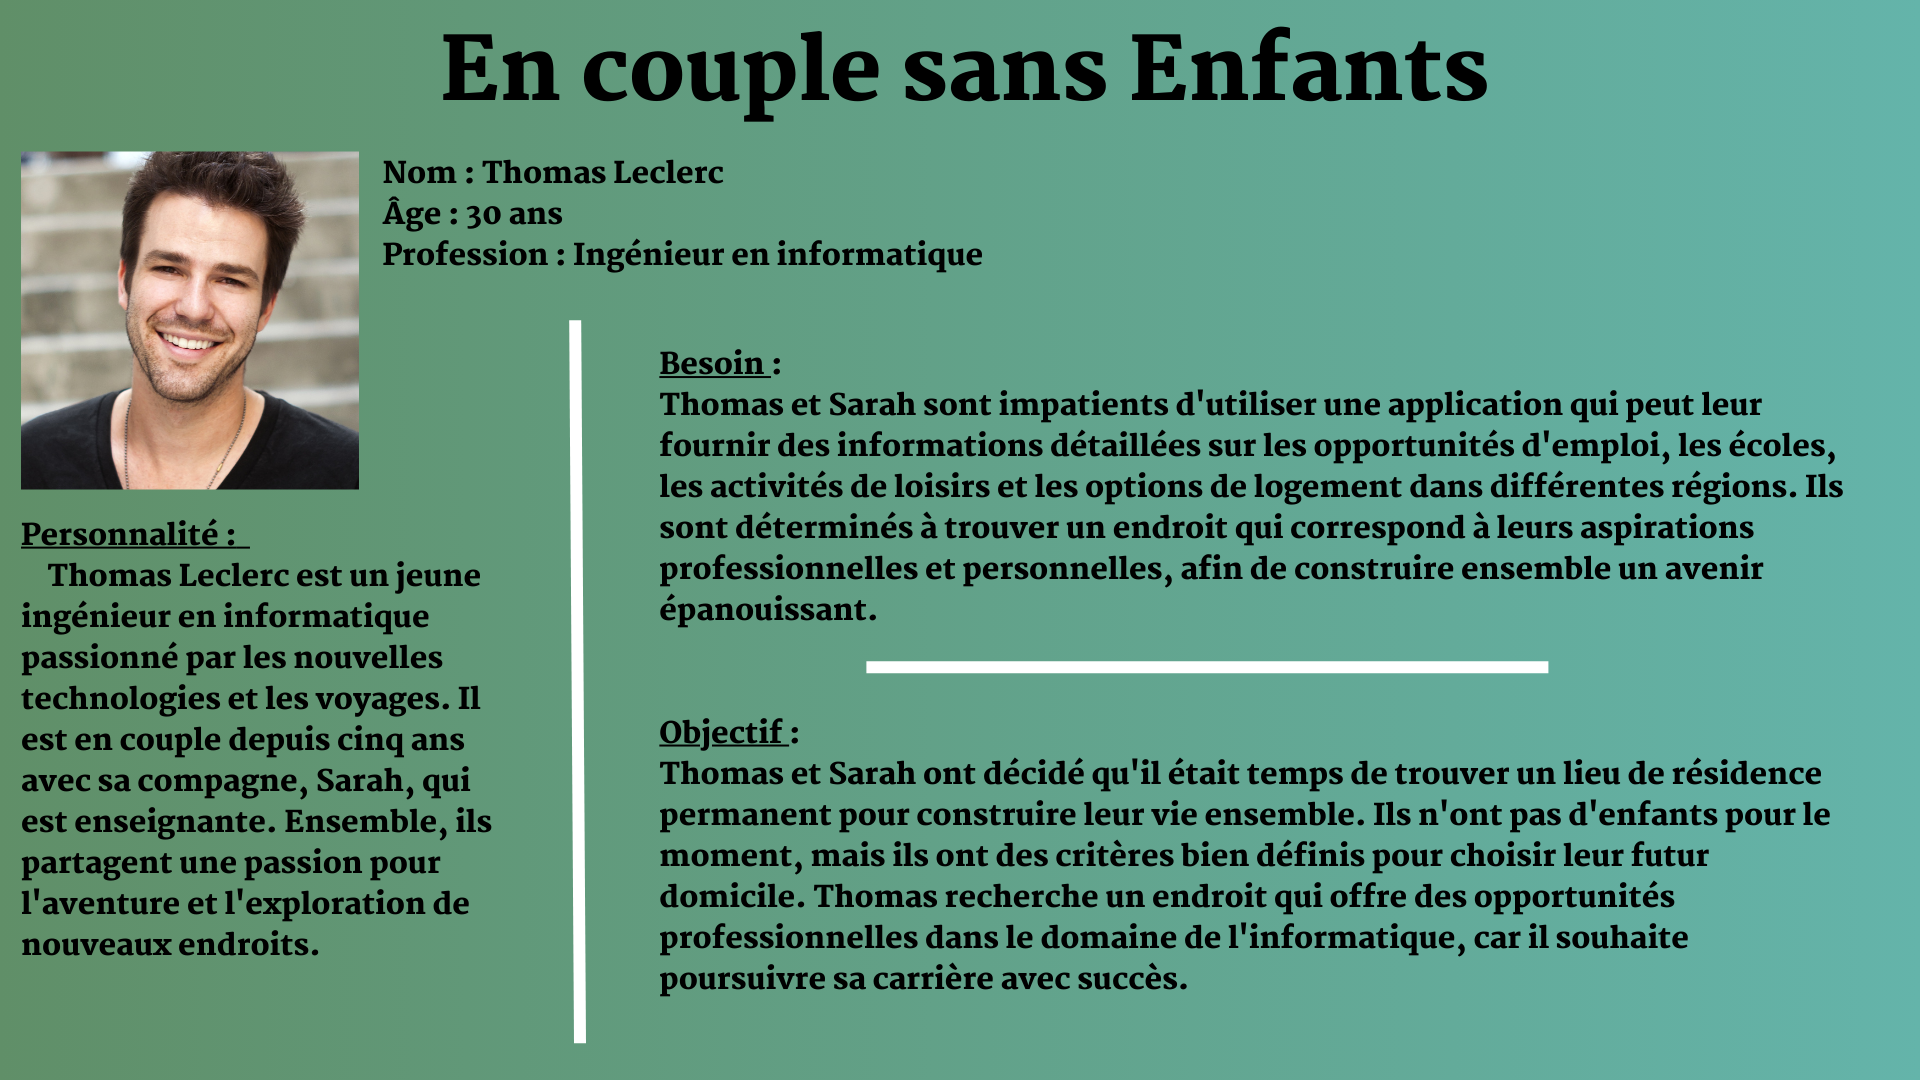 En couple sans Enfants
Nom : Thomas Leclerc
Âge : 30 ans
Profession : Ingénieur en informatique
Personnalité :
Thomas Leclerc est un jeune
ingénieur en informatique
passionné par les nouvelles
technologies et les voyages. Il
est en couple depuis cinq ans
avec sa compagne, Sarah, qui
est enseignante. Ensemble, ils
partagent une passion pour
l'aventure et l'exploration de
nouveaux endroits.
Besoin :
Thomas et Sarah sont impatients d'utiliser une application qui peut leur
fournir des informations détaillées sur les opportunités d'emploi, les écoles,
les activités de loisirs et les options de logement dans différentes régions. Ils
sont déterminés à trouver un endroit qui correspond à leurs aspirations
professionnelles et personnelles, afin de construire ensemble un avenir
épanouissant.
Objectif :
Thomas et Sarah ont décidé qu'il était temps de trouver un lieu de résidence
permanent pour construire leur vie ensemble. Ils n'ont pas d'enfants pour le
moment, mais ils ont des critères bien définis pour choisir leur futur
domicile. Thomas recherche un endroit qui offre des opportunités
professionnelles dans le domaine de l'informatique, car il souhaite
poursuivre sa carrière avec succès.